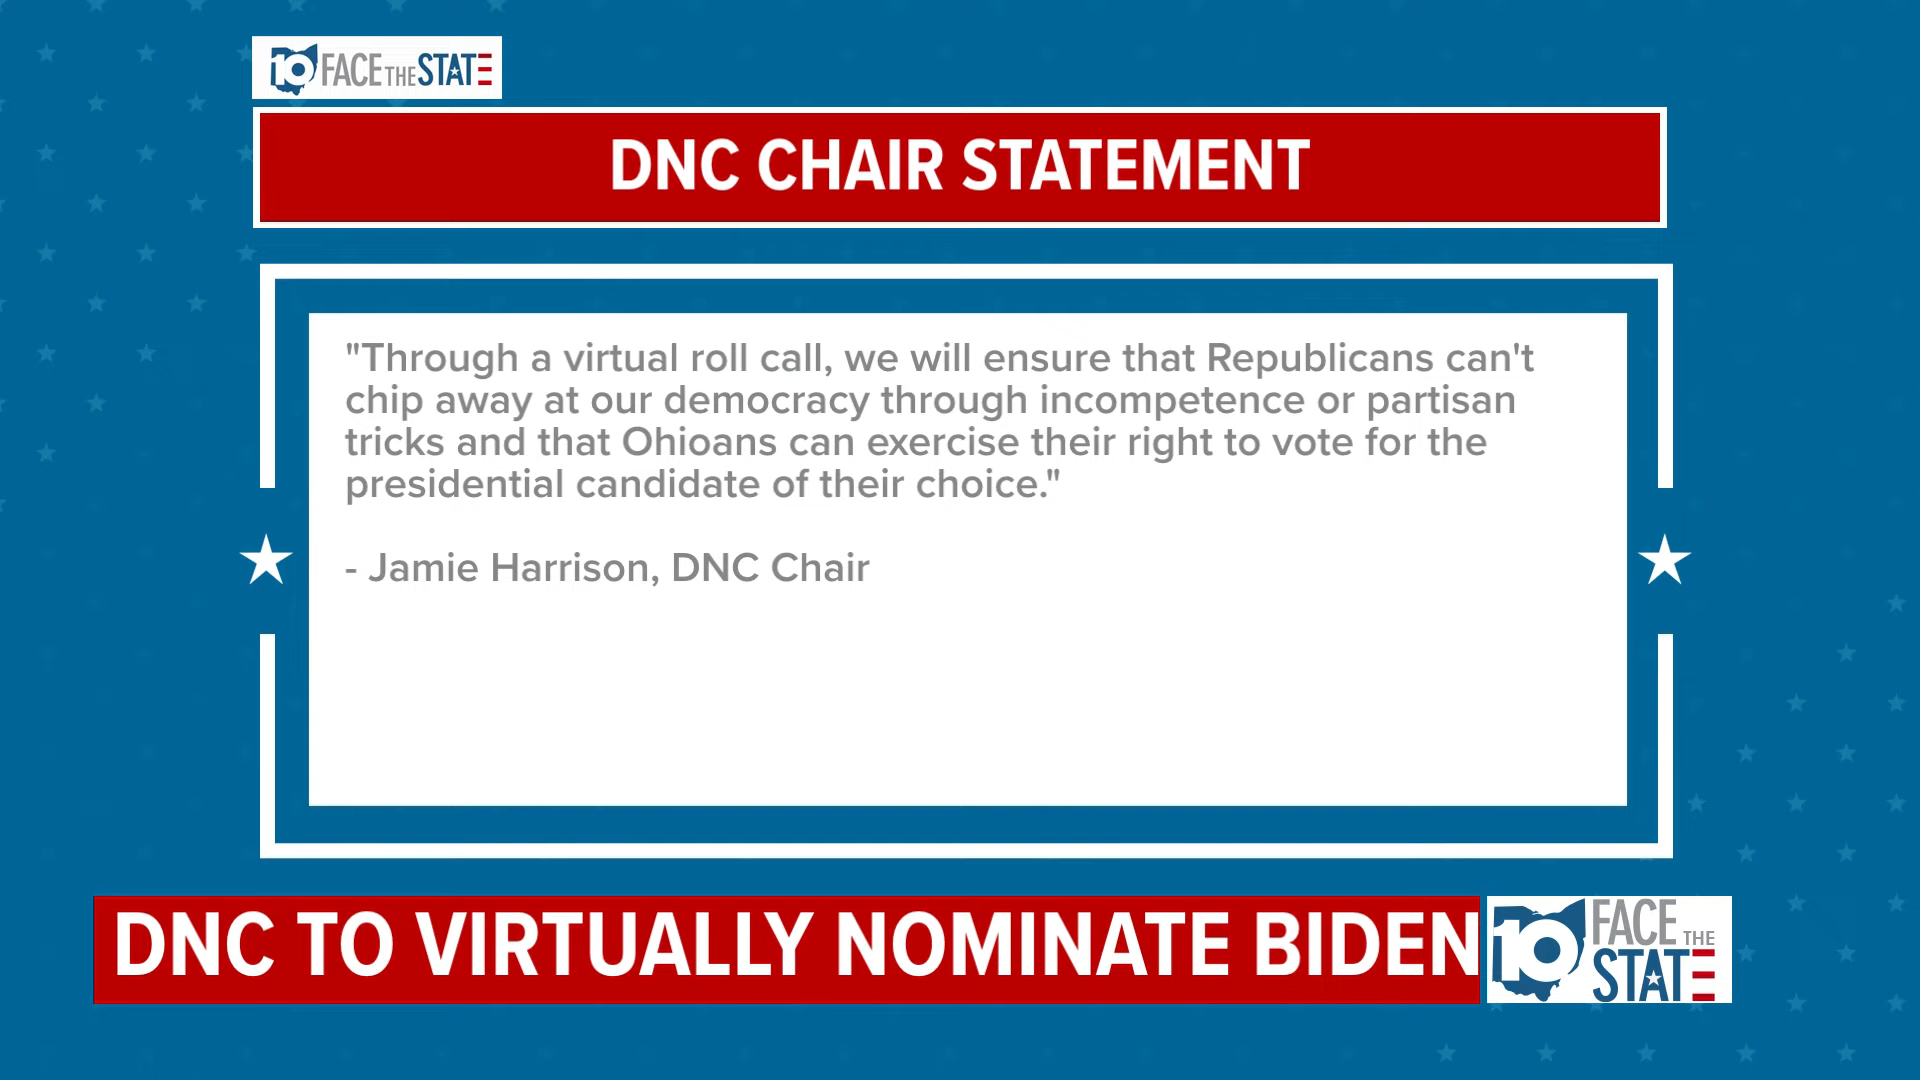 10 FACE THE STATE
DNC CHAIR STATEMENT
"Through a virtual roll call, we will ensure that Republicans can't
chip away at our democracy through incompetence or partisan
tricks and that Ohioans can exercise their right to vote for the
presidential candidate of their choice."
- Jamie Harrison, DNC Chair
DNC TO VIRTUALLY NOMINATE BIDEN
10 FACE THE
STATE